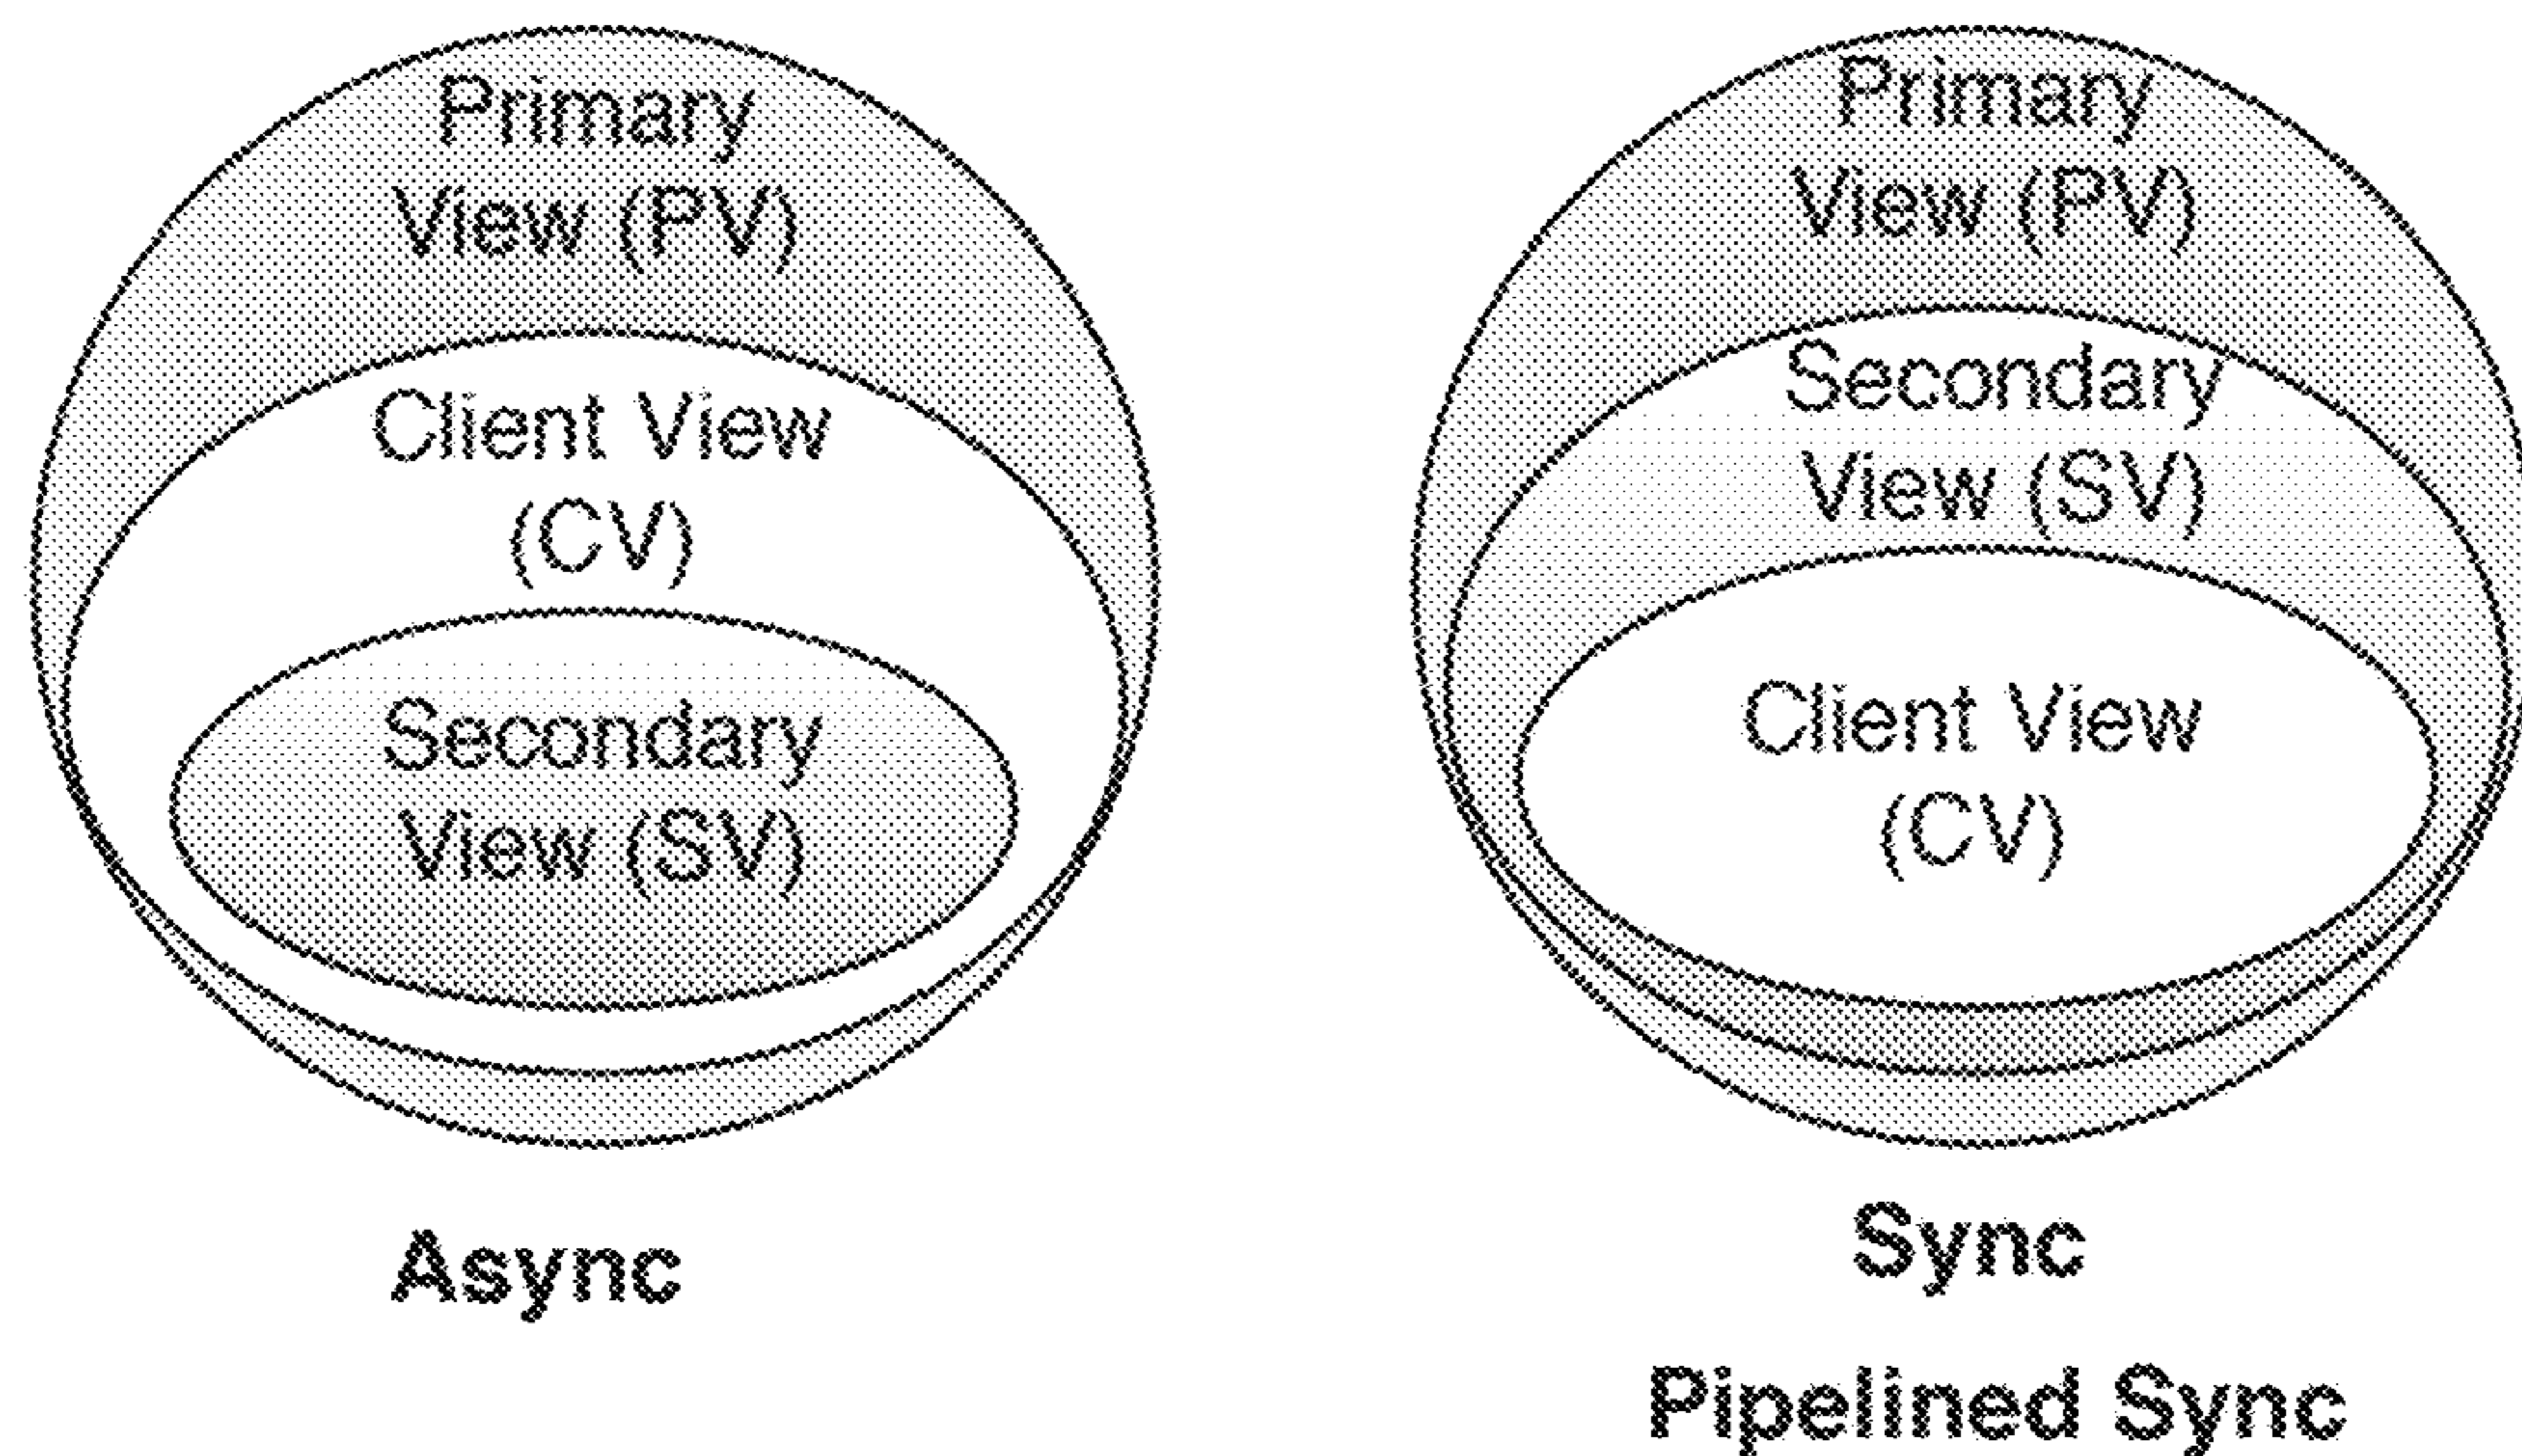 Primary
View (PV)
Client View
(CV)
Secondary
View (SV)
Async
Primary
View (PV)
Secondary
View (SV)
Client View
(CV)
Sync
Pipelined Sync